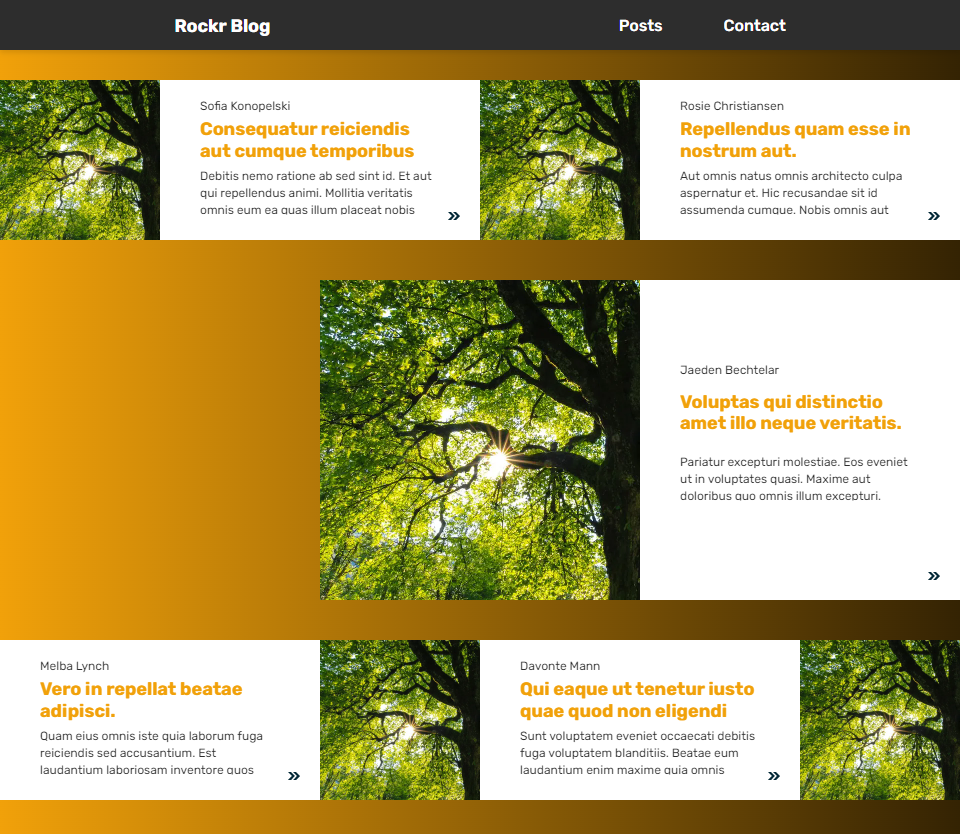 Rockr Blog
Posts
Contact
Sofia Konopelski
Consequatur reiciendis
aut cumque temporibus
Debitis nemo ratione ab sed sint id. Et aut
qui repellendus animi. Mollitia veritatis
omnis eum ea quas illum placeat nobis
»
Rosie Christiansen
Repellendus quam esse in
nostrum aut.
Aut omnis natus omnis architecto culpa
aspernatur et. Hic recusandae sit id
assumenda cumque. Nobis omnis aut
»
Jaeden Bechtelar
Voluptas qui distinctio
amet illo neque veritatis.
Pariatur excepturi molestiae. Eos eveniet
ut in voluptates quasi. Maxime aut
doloribus quo omnis illum excepturi.
»
Melba Lynch
Vero in repellat beatae
adipisci.
Quam eius omnis iste quia laborum fuga
reiciendis sed accusantium. Est
laudantium laboriosam inventore quos
»
Davonte Mann
Qui eaque ut tenetur iusto
quae quod non eligendi
Sunt voluptatem eveniet occaecati debitis
fuga voluptatem blanditiis. Beatae eum
laudantium enim maxime quia omnis
»